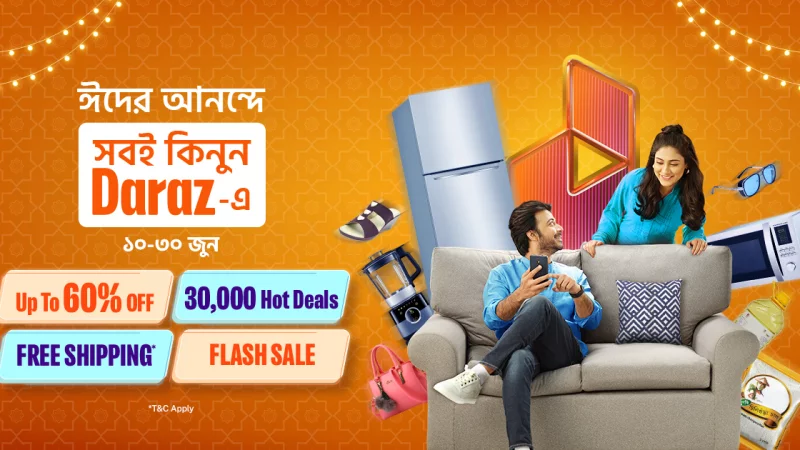 ঈদের আনন্দে
সবই কিনুন
Daraz-এ
১০-৩০ জুন
Up To 60% OFF
30,000 Hot Deals
FREE SHIPPING*
FLASH SALE
*T&C Apply